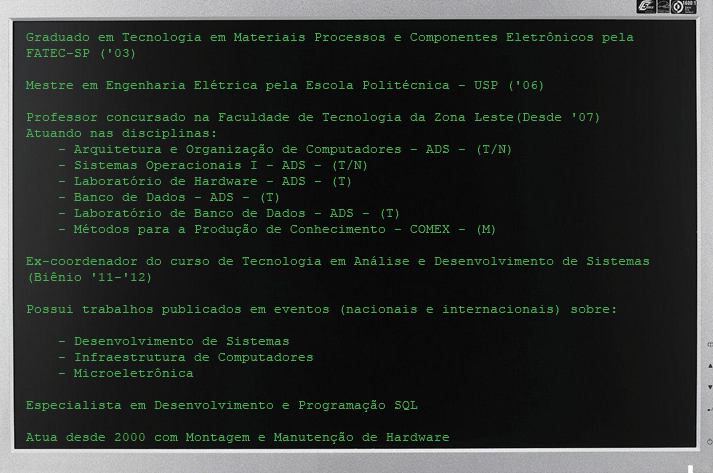 Graduado em Tecnologia em Materiais Processos e Componentes Eletrônicos pela
FATEC-SP ('03)
Mestre em Engenharia Elétrica pela Escola Politécnica - USP ('06)
Professor concursado na Faculdade de Tecnologia da Zona Leste(Desde '07)
Atuando nas disciplinas:
- Arquitetura e Organização de Computadores - ADS - (T/N)
- Sistemas Operacionais I - ADS - (T/N)
- Laboratório de Hardware - ADS - (T)
- Banco de Dados - ADS - (T)
- Laboratório de Banco de Dados - ADS - (T)
- Métodos para a Produção de Conhecimento - COMEX - (M)
Ex-coordenador do curso de Tecnologia em Análise e Desenvolvimento de Sistemas
(Biênio '11-'12)
Possui trabalhos publicados em eventos (nacionais e internacionais) sobre:
- Desenvolvimento de Sistemas
- Infraestrutura de Computadores
- Microeletrônica
Especialista em Desenvolvimento e Programação SQL
Atua desde 2000 com Montagem e Manutenção de Hardware